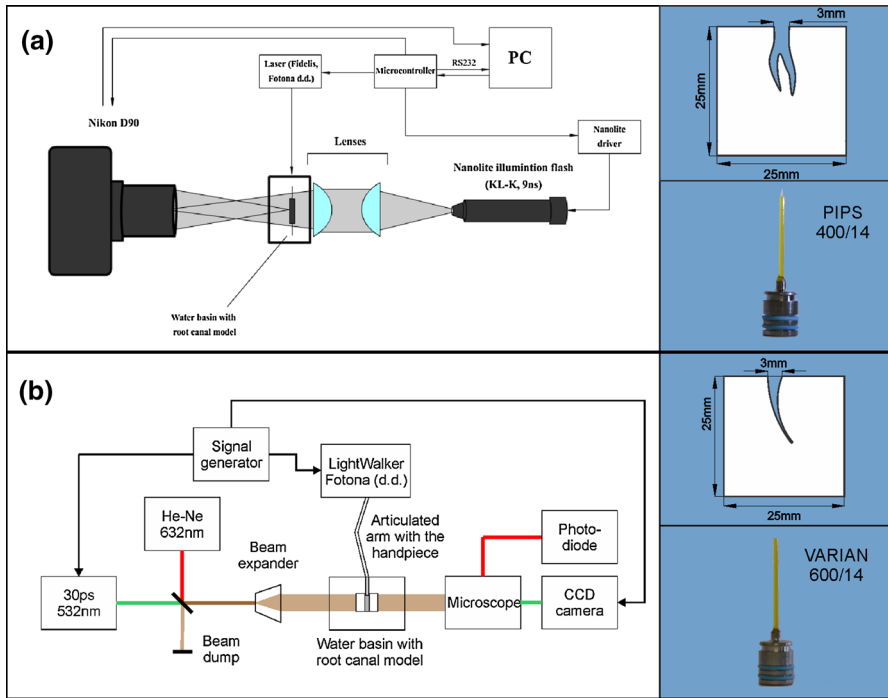 (a)
Nikon D90
Laser (Fidelis,
Fotona d.d.)
Microcontroller
RS232
PC
Nanolite
driver
Lenses
Nanolite illumintion flash
(KL-K, 9ns)
Water basin with
root canal model
3mm
25mm
25mm
PIPS
400/14
(b)
Signal
generator
LightWalker
Fotona (d.d.)
He-Ne
632nm
Articulated
arm with the
handpiece
Beam
expander
Photo-
diode
30ps
532nm
Microscope
CCD
camera
Beam
dump
Water basin with
root canal model
3mm
25mm
25mm
VARIAN
600/14